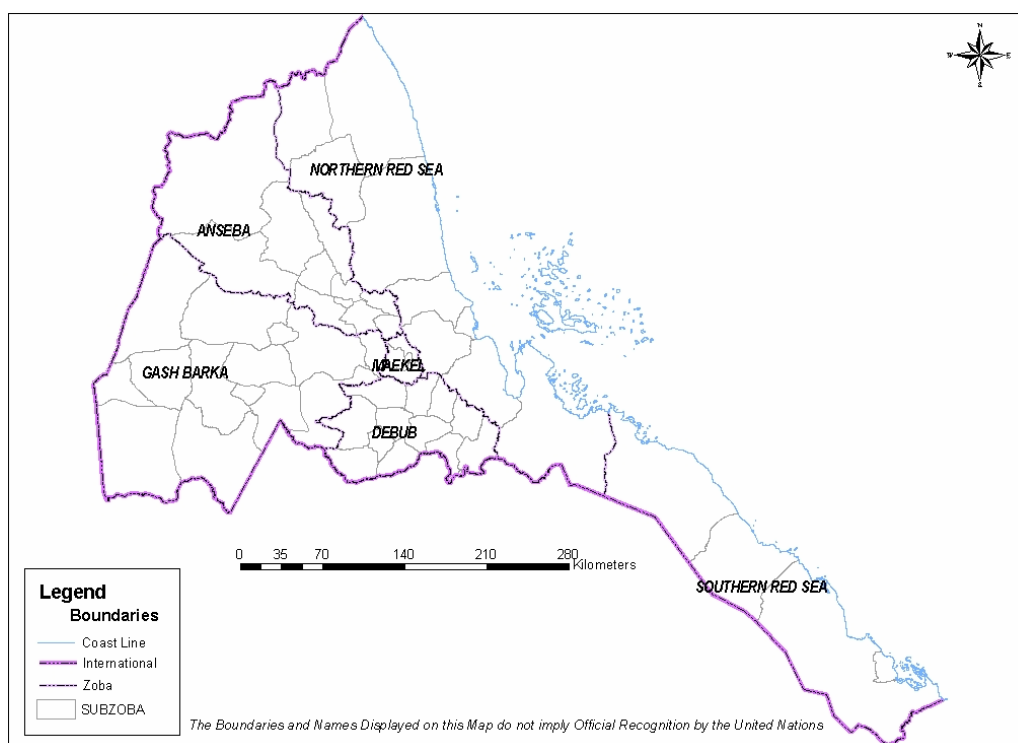 N
W E
S
NORTHERN RED SEA
ANSEBA
GASH BARKA
MAEKEL
DEBUB
0 35 70 140 210 280
Kilometers
SOUTHERN RED SEA
Legend
Boundaries
Coast Line
International
Zoba
SUBZOBA
The Boundaries and Names Displayed on this Map do not imply Official Recognition by the United Nations